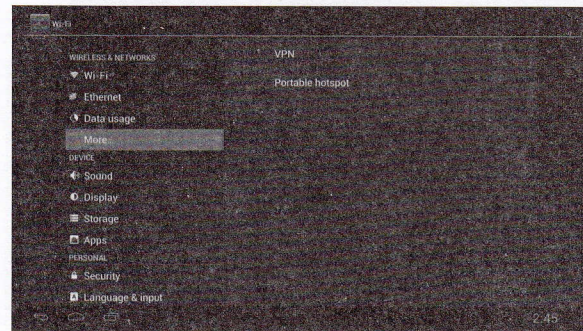 Wi-Fi
WIRELESS & NETWORKS
Wi-Fi
Ethernet
Data usage
More...
DEVICE
Sound
Display
Storage
Apps
PERSONAL
Security
Language & input
VPN
Portable hotspot
2:45